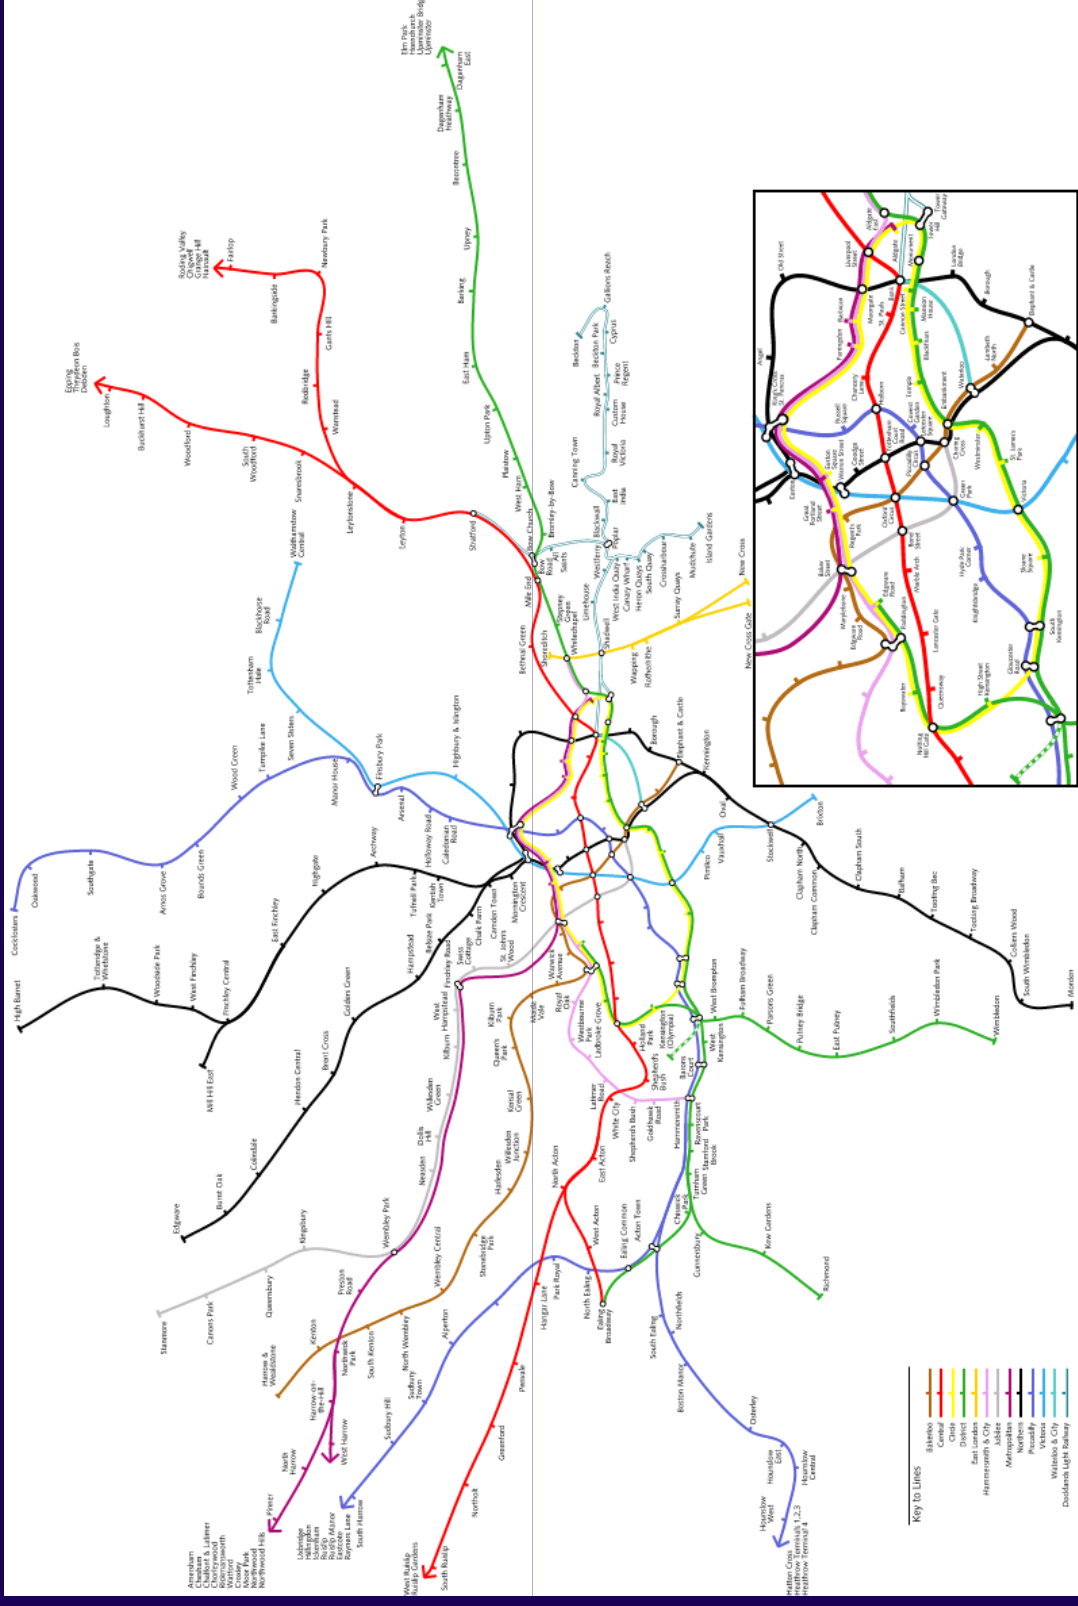 Elm Park
Hornchurch
Upminster Bridge
Upminster
Dagenham
East
Dagenham
Heathway
Becontree
Upney
Barking
East Ham
Upton Park
Plaistow
West Ham
Bromley-by-Bow
Bow Church
Bow
Road
Mile End
Stepney
Green
Whitechapel
Roding Valley
Chigwell
Grange Hill
Hainault
Fairlop
Barkingside
Newbury Park
Gants Hill
Redbridge
Wanstead
Epping
Theydon Bois
Debden
Loughton
Buckhurst Hill
Woodford
South
Woodford
Snaresbrook
Leytonstone
Leyton
Stratford
Bethnal Green
Shoreditch
Walthamstow
Central
Blackhorse
Road
Tottenham
Hale
Seven Sisters
Finsbury Park
Highbury & Islington
Beckton
Gallions Reach
Cyprus
Beckton Park
Royal Albert
Prince
Regent
Custom
House
Royal
Victoria
Canning Town
East
India
Blackwall
Poplar
All
Saints
Westferry
Limehouse
Shadwell
West India Quay
Canary Wharf
Heron Quays
South Quay
Crossharbour
Mudchute
Island Gardens
New Cross
New Cross Gate
Surrey Quays
Rotherhithe
Wapping
Cockfosters
Oakwood
Southgate
Arnos Grove
Bounds Green
Wood Green
Turnpike Lane
Manor House
Arsenal
Holloway Road
Caledonian
Road
High Barnet
Totteridge &
Whetstone
Woodside Park
West Finchley
Finchley Central
Mill Hill East
East Finchley
Highgate
Archway
Tufnell Park
Kentish
Town
Camden Town
Mornington
Crescent
Chalk Farm
Belsize Park
Hampstead
Golders Green
Brent Cross
Hendon Central
Colindale
Burnt Oak
Edgware
Borough
Elephant & Castle
Kennington
Oval
Stockwell
Clapham North
Clapham Common
Clapham South
Balham
Tooting Bec
Tooting Broadway
Colliers Wood
South Wimbledon
Morden
Brixton
Vauxhall
Pimlico
Stanmore
Canons Park
Queensbury
Kingsbury
Wembley Park
Neasden
Dollis
Hill
Willesden
Green
Kilburn
West
Hampstead
Finchley Road
Swiss
Cottage
St. John's
Wood
Preston
Road
Northwick
Park
Harrow-on-
the-Hill
North
Harrow
West Harrow
Pinner
Amersham
Chesham
Chalfont & Latimer
Chorleywood
Rickmansworth
Watford
Croxley
Moor Park
Northwood
Northwood Hills
Uxbridge
Hillingdon
Ickenham
Ruislip
Ruislip Manor
Eastcote
Rayners Lane
South Harrow
Sudbury Hill
Sudbury
Town
Alperton
Park Royal
North Ealing
Ealing Common
Acton Town
Harrow &
Wealdstone
Kenton
South Kenton
North Wembley
Wembley Central
Stonebridge
Park
Harlesden
Willesden
Junction
Kensal
Green
Queen's
Park
Kilburn
Park
Maida
Vale
Warwick
Avenue
Royal
Oak
Westbourne
Park
Ladbroke Grove
Latimer
Road
Shepherd's Bush
Goldhawk
Road
Hammersmith
West Ruislip
Ruislip Gardens
South Ruislip
Northolt
Greenford
Perivale
Hangar Lane
North Acton
West Acton
Ealing
Broadway
East Acton
White City
Shepherd's
Bush
Holland
Park
Kensington
(Olympia)
Barons
Court
West
Kensington
West Brompton
Fulham Broadway
Parsons Green
Putney Bridge
East Putney
Southfields
Wimbledon Park
Wimbledon
Ravenscourt
Park
Stamford
Brook
Turnham
Green
Chiswick
Park
Gunnersbury
Kew Gardens
Richmond
South Ealing
Northfields
Boston Manor
Osterley
Hounslow
East
Hounslow
Central
Hounslow
West
Hatton Cross
Heathrow Terminals 1,2,3
Heathrow Terminal 4
Old Street
Angel
King's Cross
St. Pancras
Euston
Euston
Square
Warren Street
Goodge
Street
Great
Portland
Street
Regent's
Park
Baker
Street
Marylebone
Edgware
Road
Edgware
Road
Paddington
Bayswater
Notting
Hill Gate
Queensway
Lancaster Gate
Marble Arch
Bond
Street
Oxford
Circus
Tottenham
Court
Road
Holborn
Chancery
Lane
St. Pauls
Bank
Liverpool
Street
Moorgate
Barbican
Farringdon
Aldgate
East
Aldgate
Tower
Gateway
Tower
Hill
Monument
Cannon Street
Mansion
House
Blackfriars
Temple
Embankment
Westminster
St. James's
Park
Victoria
Sloane
Square
South
Kensington
Gloucester
Road
High Street
Kensington
Knightsbridge
Hyde Park
Corner
Green
Park
Piccadilly
Circus
Leicester
Square
Covent
Garden
Russell
Square
Charing
Cross
Waterloo
Lambeth
North
Elephant & Castle
Borough
London
Bridge
Key to Lines
Bakerloo
Central
Circle
District
East London
Hammersmith & City
Jubilee
Metropolitan
Northern
Piccadilly
Victoria
Waterloo & City
Docklands Light Railway